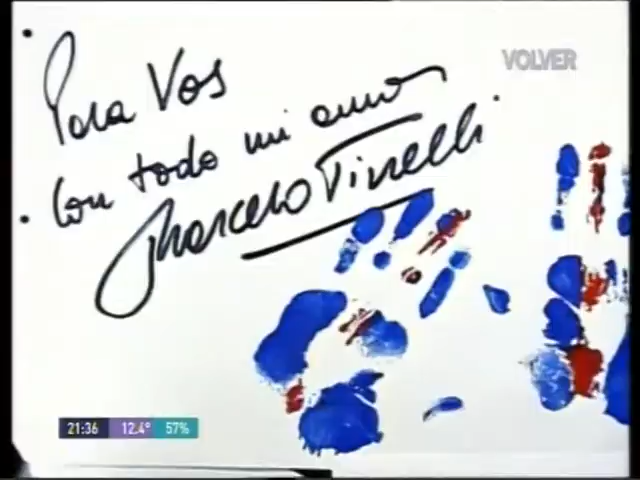 Para Vos
VOLVER
Con todo mi amor
Marcelo Tinelli
21:36 12.4° 57%